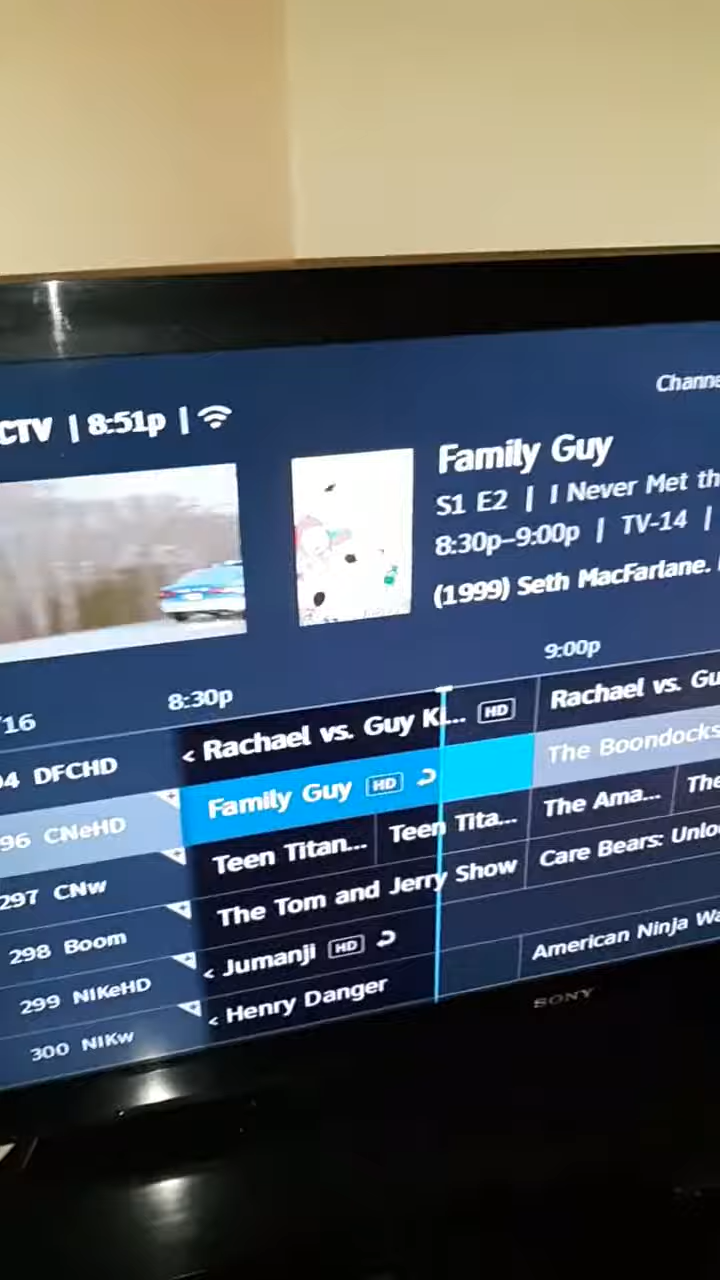 Channe
CTV | 8:51p |
Family Guy
S1 E2 | I Never Met th
8:30p-9:00p | TV-14 |
(1999) Seth MacFarlane.
/16 8:30p 9:00p
94 DFCHD < Rachael vs. Guy Ki... HD Rachael vs. Gu
96 CNeHD Family Guy HD The Boondocks
297 CNw Teen Titan... Teen Tita... The Ama... The
298 Boom The Tom and Jerry Show Care Bears: Unlo
299 NIKeHD < Jumanji HD
300 NIKw < Henry Danger American Ninja Wa
SONY